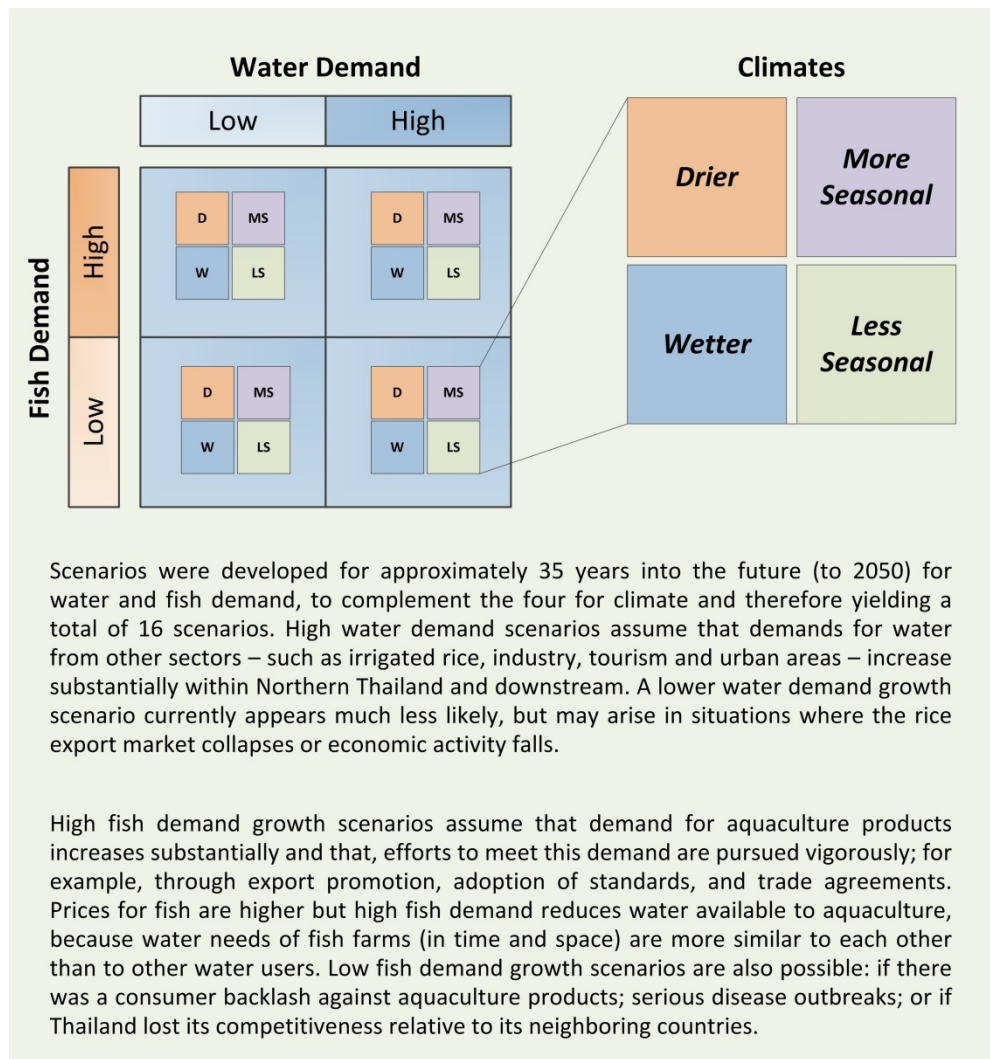 Water Demand
Climates
Low
High
Fish Demand
High
Low
D
MS
W
LS
D
MS
W
LS
D
MS
W
LS
D
MS
W
LS
Drier
More
Seasonal
Wetter
Less
Seasonal
Scenarios were developed for approximately 35 years into the future (to 2050) for
water and fish demand, to complement the four for climate and therefore yielding a
total of 16 scenarios. High water demand scenarios assume that demands for water
from other sectors – such as irrigated rice, industry, tourism and urban areas – increase
substantially within Northern Thailand and downstream. A lower water demand growth
scenario currently appears much less likely, but may arise in situations where the rice
export market collapses or economic activity falls.
High fish demand growth scenarios assume that demand for aquaculture products
increases substantially and that, efforts to meet this demand are pursued vigorously; for
example, through export promotion, adoption of standards, and trade agreements.
Prices for fish are higher but high fish demand reduces water available to aquaculture,
because water needs of fish farms (in time and space) are more similar to each other
than to other water users. Low fish demand growth scenarios are also possible: if there
was a consumer backlash against aquaculture products; serious disease outbreaks; or if
Thailand lost its competitiveness relative to its neighboring countries.